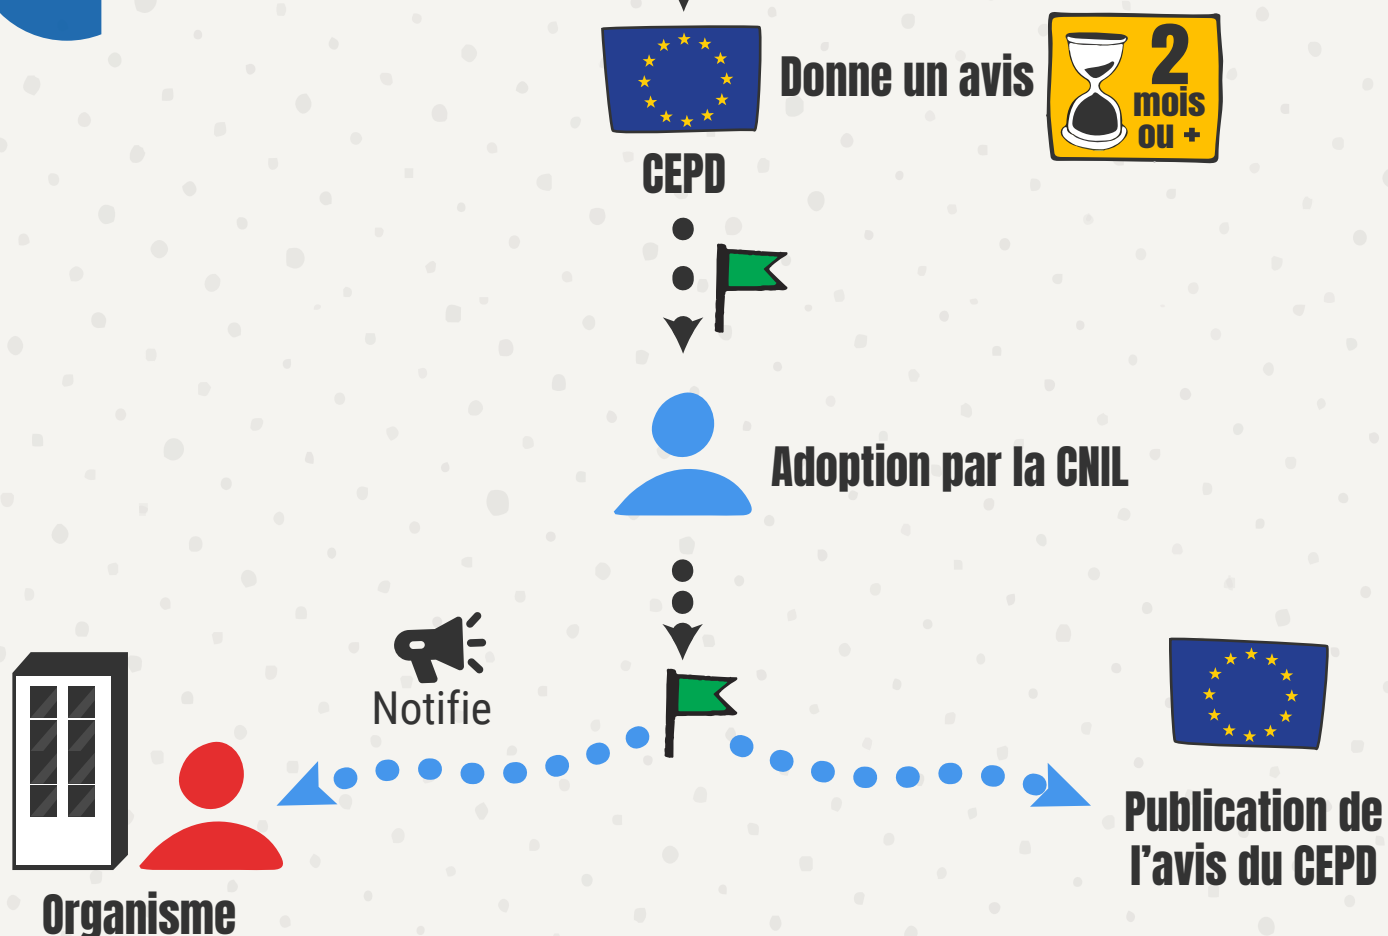 Donne un avis
2
mois
ou +
CEPD
Adoption par la CNIL
Notifie
Publication de
l’avis du CEPD
Organisme